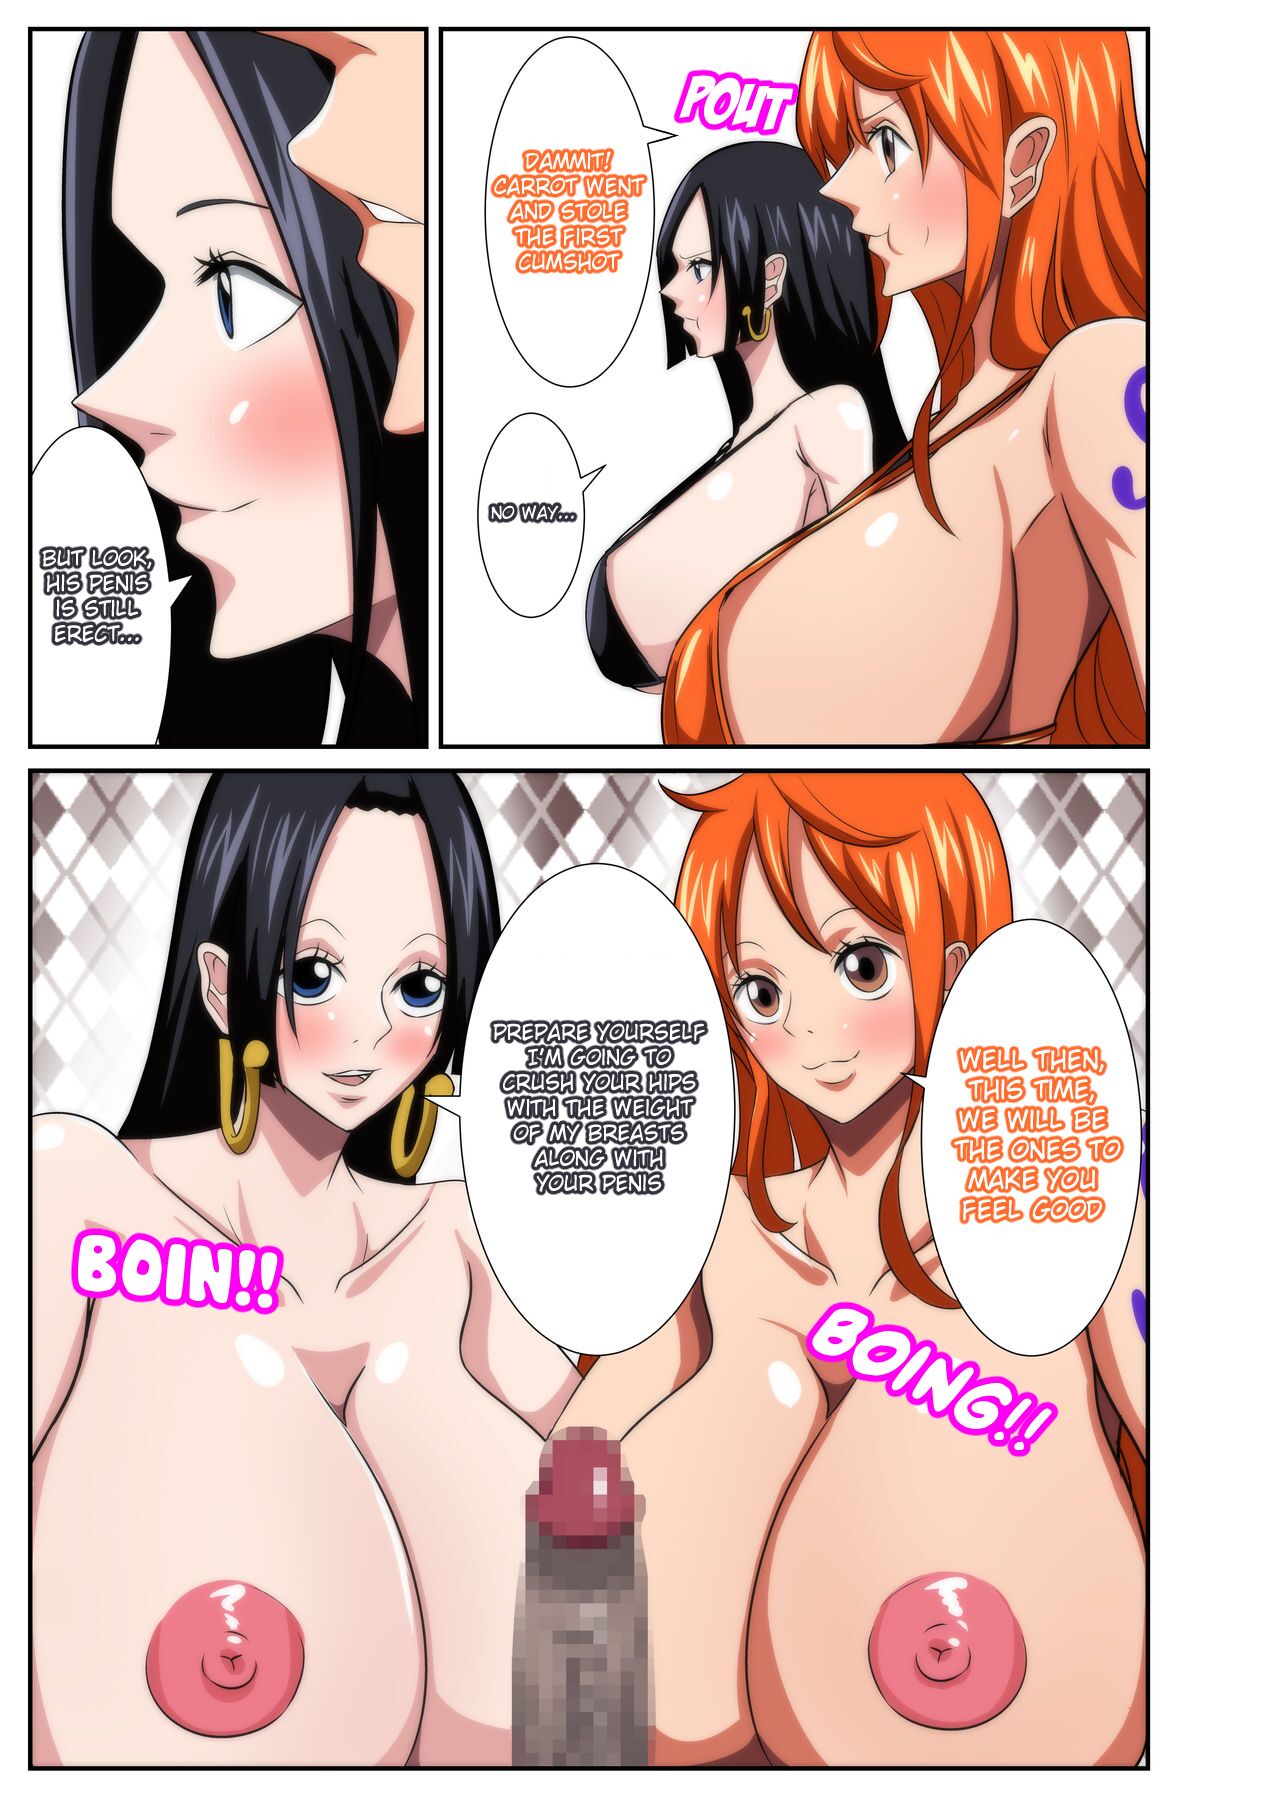 POUT
DAMMIT!
CARROT WENT
AND STOLE
THE FIRST
CUMSHOT
NO WAY...
BUT LOOK,
HIS PENIS
IS STILL
ERECT...
WELL THEN,
THIS TIME,
WE WILL BE
THE ONES TO
MAKE YOU
FEEL GOOD
PREPARE YOURSELF
I'M GOING TO
CRUSH YOUR HIPS
WITH THE WEIGHT
OF MY BREASTS
ALONG WITH
YOUR PENIS
BOING!!
BOIN!!